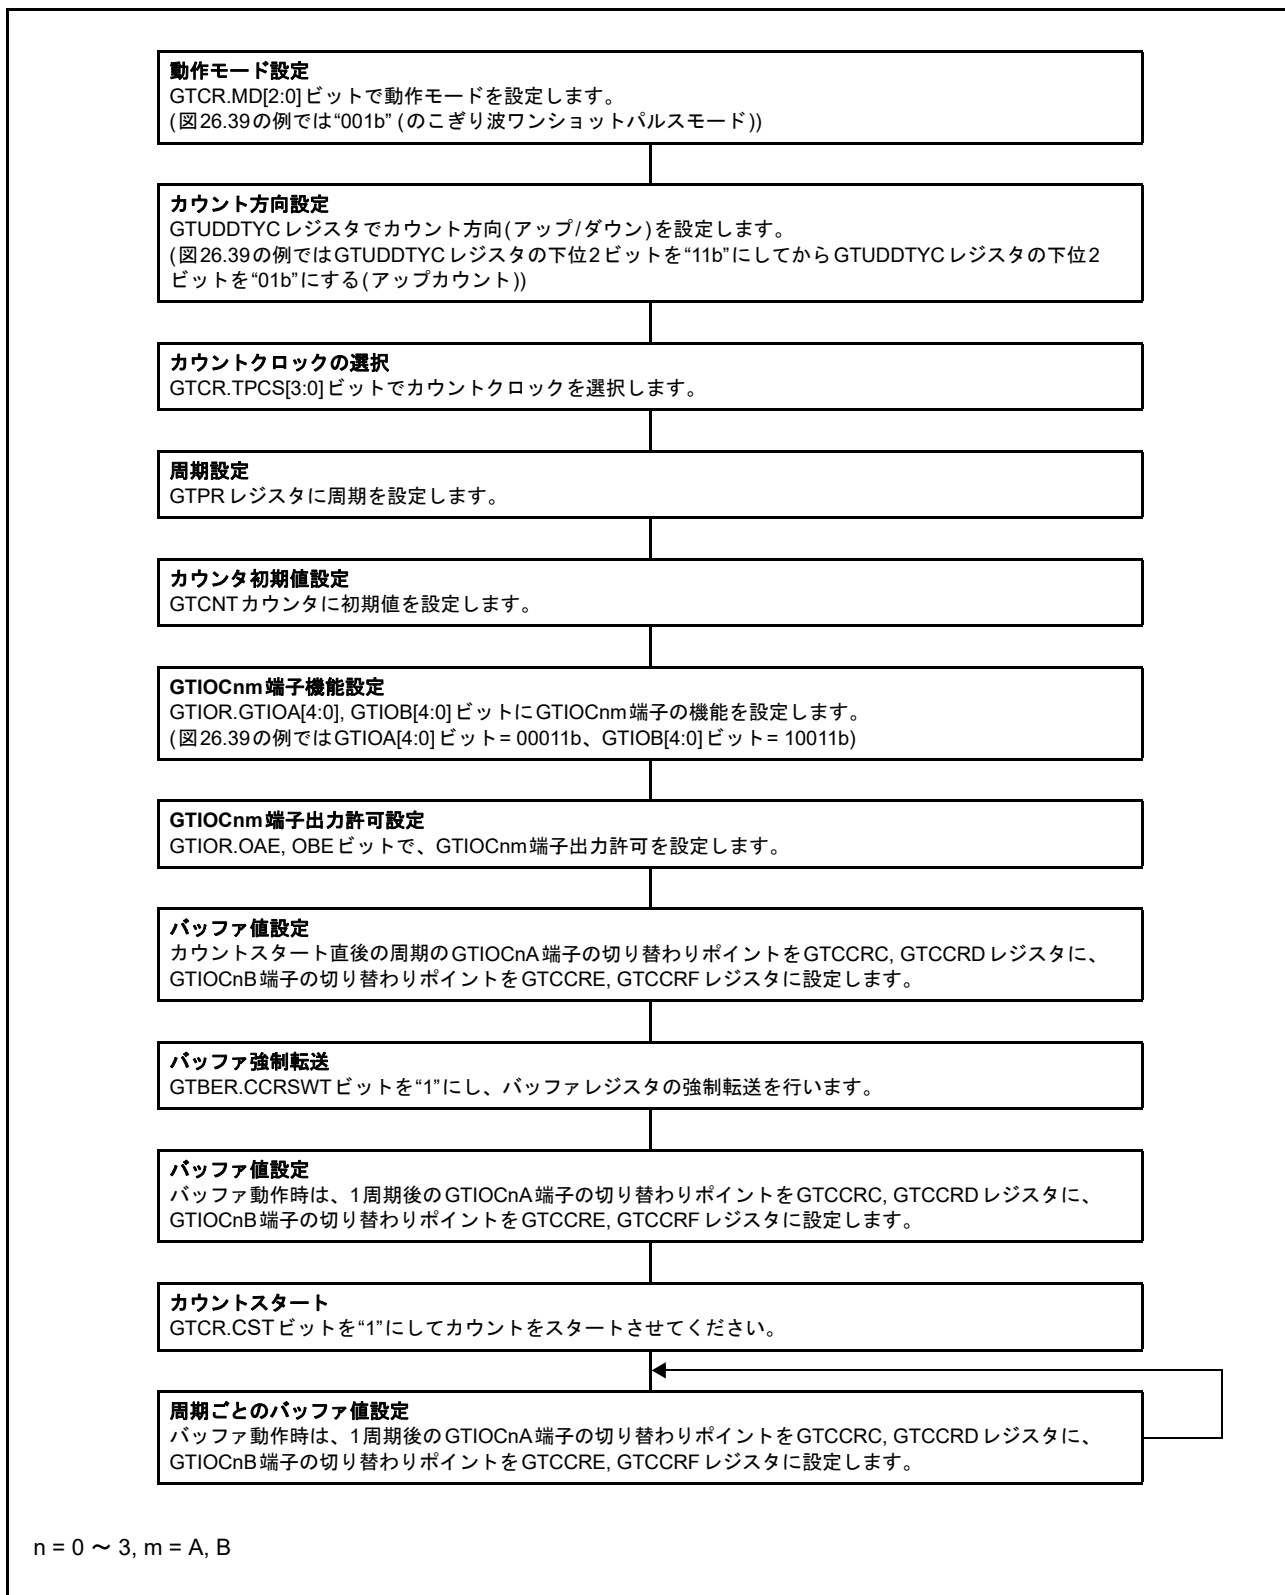 動作モード設定
GTCR.MD[2:0]ビットで動作モードを設定します。
(図26.39の例では“001b” (のこぎり波ワンショットパルスモード))
カウント方向設定
GTUDDTYCレジスタでカウント方向(アップ/ダウン)を設定します。
(図26.39の例ではGTUDDTYCレジスタの下位2ビットを“11b”にしてからGTUDDTYCレジスタの下位2
ビットを“01b”にする(アップカウント))
カウントクロックの選択
GTCR.TPCS[3:0]ビットでカウントクロックを選択します。
周期設定
GTPRレジスタに周期を設定します。
カウンタ初期値設定
GTCNTカウンタに初期値を設定します。
GTIOCnm端子機能設定
GTIOR.GTIOA[4:0], GTIOB[4:0]ビットにGTIOCnm端子の機能を設定します。
(図26.39の例ではGTIOA[4:0]ビット= 00011b、GTIOB[4:0]ビット= 10011b)
GTIOCnm端子出力許可設定
GTIOR.OAE, OBEビットで、GTIOCnm端子出力許可を設定します。
バッファ値設定
カウントスタート直後の周期のGTIOCnA端子の切り替わりポイントをGTCCRC, GTCCRDレジスタに、
GTIOCnB端子の切り替わりポイントをGTCCRE, GTCCRFレジスタに設定します。
バッファ強制転送
GTBER.CCRSWTビットを“1”にし、バッファレジスタの強制転送を行います。
バッファ値設定
バッファ動作時は、1周期後のGTIOCnA端子の切り替わりポイントをGTCCRC, GTCCRDレジスタに、
GTIOCnB端子の切り替わりポイントをGTCCRE, GTCCRFレジスタに設定します。
カウントスタート
GTCR.CSTビットを“1”にしてカウントをスタートさせてください。
周期ごとのバッファ値設定
バッファ動作時は、1周期後のGTIOCnA端子の切り替わりポイントをGTCCRC, GTCCRDレジスタに、
GTIOCnB端子の切り替わりポイントをGTCCRE, GTCCRFレジスタに設定します。
n = 0 ～ 3, m = A, B